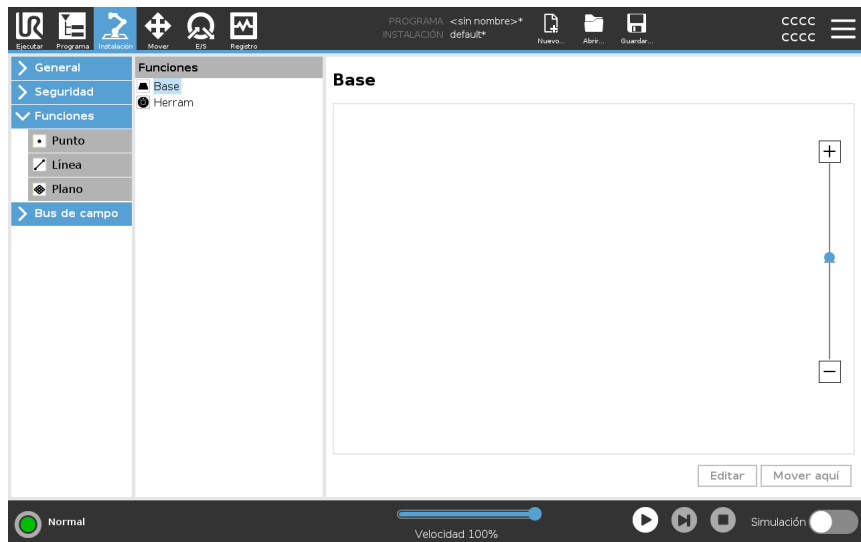 UR
PROGRAMA <sin nombre>*
INSTALACIÓN default*
CCCC
CCCC
Ejecutar Programa Instalación Mover E/S Registro Nuevo... Abrir... Guardar...
General
Seguridad
Funciones
Punto
Línea
Plano
Bus de campo
Funciones
Base
Herram
Base
Editar Mover aquí
Normal
Velocidad 100%
Simulación